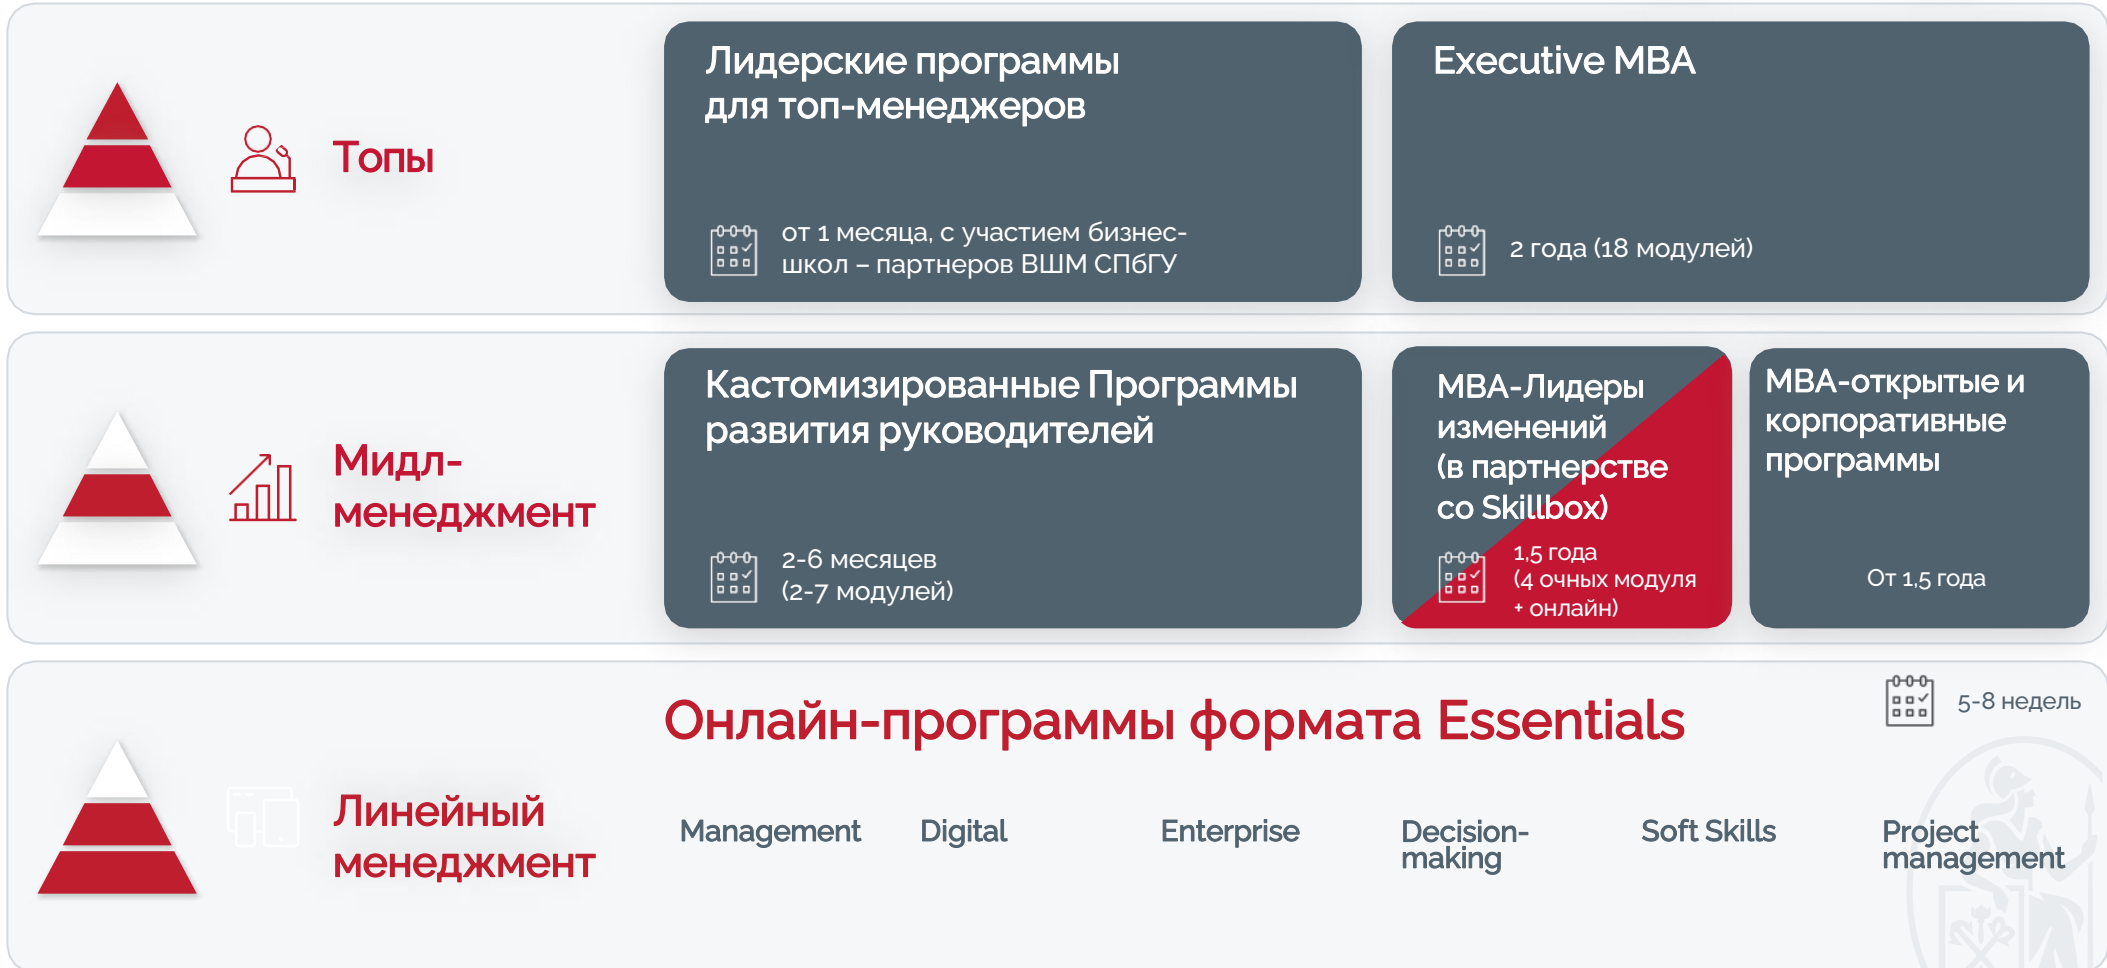 Топы
Лидерские программы
для топ-менеджеров
от 1 месяца, с участием бизнес-
школ – партнеров ВШМ СПбГУ
Executive MBA
2 года (18 модулей)
Мидл-
менеджмент
Кастомизированные Программы
развития руководителей
2-6 месяцев
(2-7 модулей)
МВА-Лидеры
изменений
(в партнерстве
со Skillbox)
1,5 года
(4 очных модуля
+ онлайн)
МВА-открытые и
корпоративные
программы
От 1,5 года
Линейный
менеджмент
Онлайн-программы формата Essentials
5-8 недель
Management
Digital
Enterprise
Decision-
making
Soft Skills
Project
management